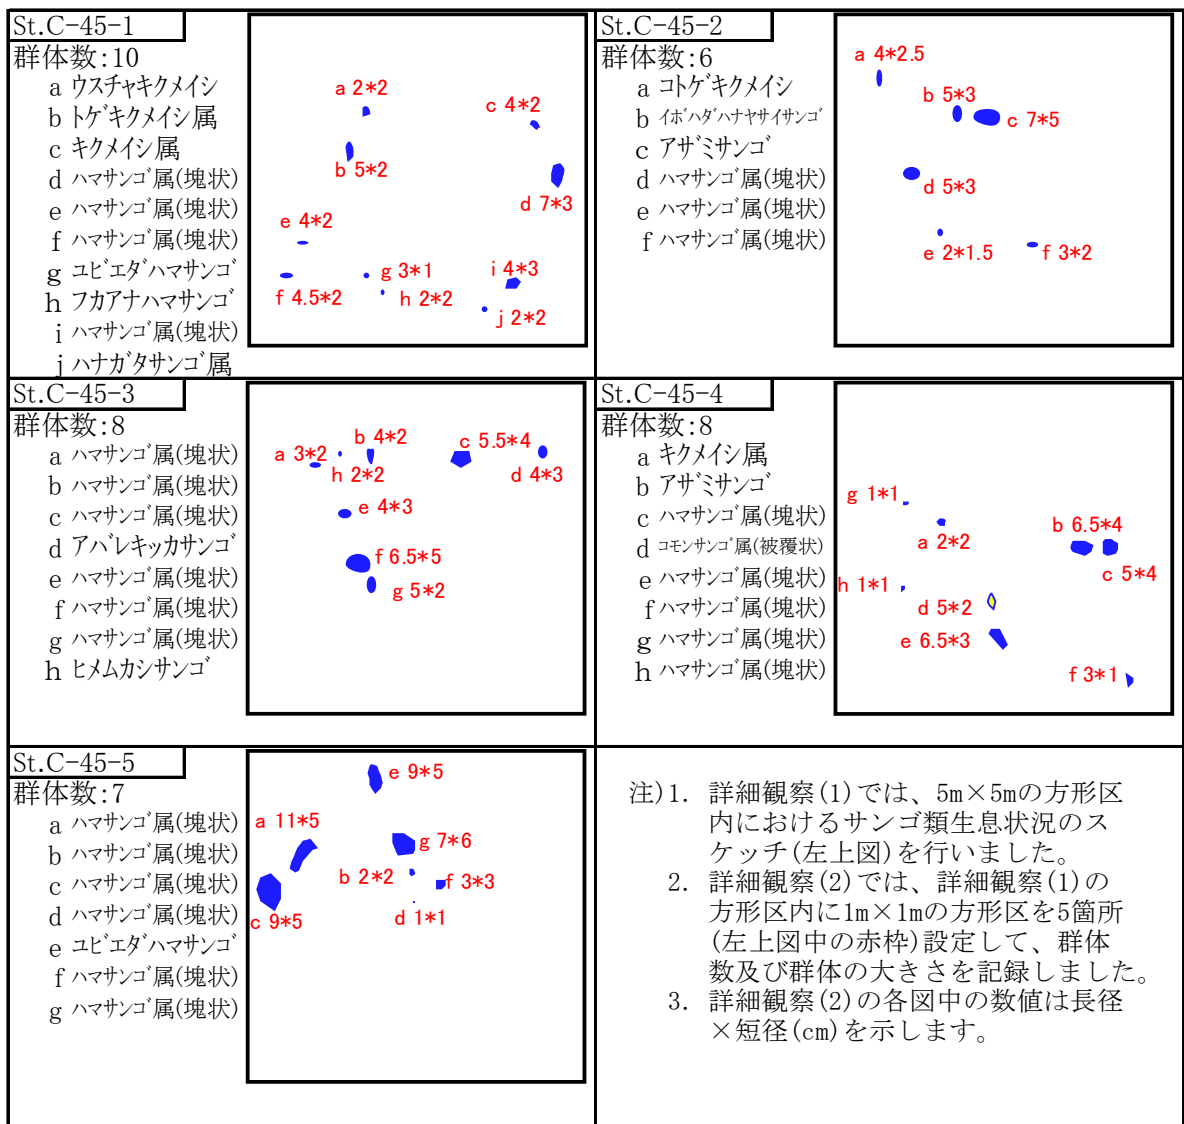 St.C-45-1
群体数:10
a ウスチャキクメイシ
b トゲキクメイシ属
c キクメイシ属
d ハマサンゴ属(塊状)
e ハマサンゴ属(塊状)
f ハマサンゴ属(塊状)
g ユビエダハマサンゴ
h フカアナハマサンゴ
i ハマサンゴ属(塊状)
j ハナガタサンゴ属
a 2*2
c 4*2
b 5*2
d 7*3
e 4*2
g 3*1
i 4*3
f 4.5*2
h 2*2
j 2*2
St.C-45-2
群体数:6
a コトゲキクメイシ
b イボハダハナヤサイサンゴ
c アザミサンゴ
d ハマサンゴ属(塊状)
e ハマサンゴ属(塊状)
f ハマサンゴ属(塊状)
a 4*2.5
b 5*3
c 7*5
d 5*3
e 2*1.5
f 3*2
St.C-45-3
群体数:8
a ハマサンゴ属(塊状)
b ハマサンゴ属(塊状)
c ハマサンゴ属(塊状)
d アバレキッカサンゴ
e ハマサンゴ属(塊状)
f ハマサンゴ属(塊状)
g ハマサンゴ属(塊状)
h ヒメムカシサンゴ
b 4*2
c 5.5*4
a 3*2
h 2*2
d 4*3
e 4*3
f 6.5*5
g 5*2
St.C-45-4
群体数:8
a キクメイシ属
b アザミサンゴ
c ハマサンゴ属(塊状)
d コモンサンゴ属(被覆状)
e ハマサンゴ属(塊状)
f ハマサンゴ属(塊状)
g ハマサンゴ属(塊状)
h ハマサンゴ属(塊状)
g 1*1
b 6.5*4
a 2*2
c 5*4
h 1*1
d 5*2
e 6.5*3
f 3*1
St.C-45-5
群体数:7
a ハマサンゴ属(塊状)
b ハマサンゴ属(塊状)
c ハマサンゴ属(塊状)
d ハマサンゴ属(塊状)
e ユビエダハマサンゴ
f ハマサンゴ属(塊状)
g ハマサンゴ属(塊状)
e 9*5
a 11*5
g 7*6
b 2*2
f 3*3
c 9*5
d 1*1
注)1. 詳細観察(1)では、5m×5mの方形区
内におけるサンゴ類生息状況のス
ケッチ(左上図)を行いました。
2. 詳細観察(2)では、詳細観察(1)の
方形区内に1m×1mの方形区を5箇所
(左上図中の赤枠)設定して、群体
数及び群体の大きさを記録しました。
3. 詳細観察(2)の各図中の数値は長径
×短径(cm)を示します。